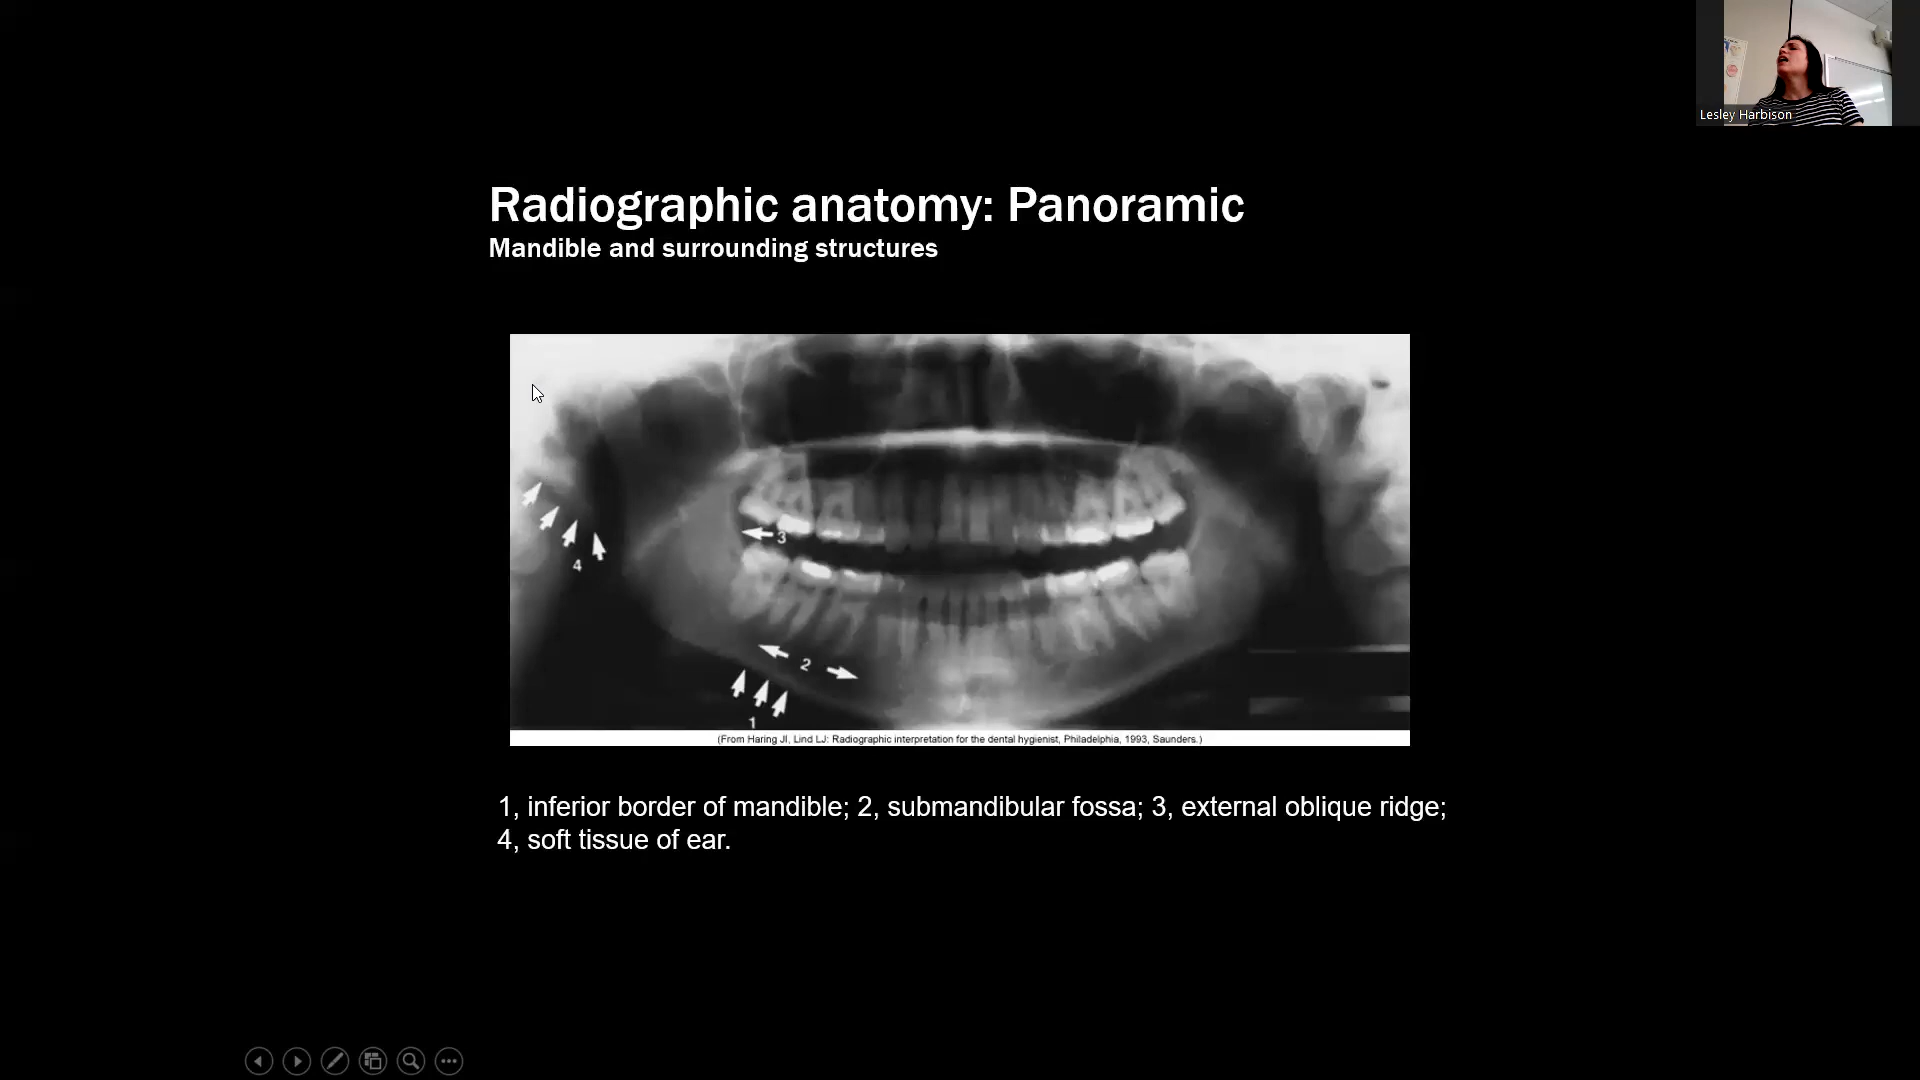 Lesley Harbison
Radiographic anatomy: Panoramic
Mandible and surrounding structures
3
4
2
1
(From Haring JI, Lind LJ: Radiographic interpretation for the dental hygienist, Philadelphia, 1993, Saunders.)
1, inferior border of mandible; 2, submandibular fossa; 3, external oblique ridge;
4, soft tissue of ear.